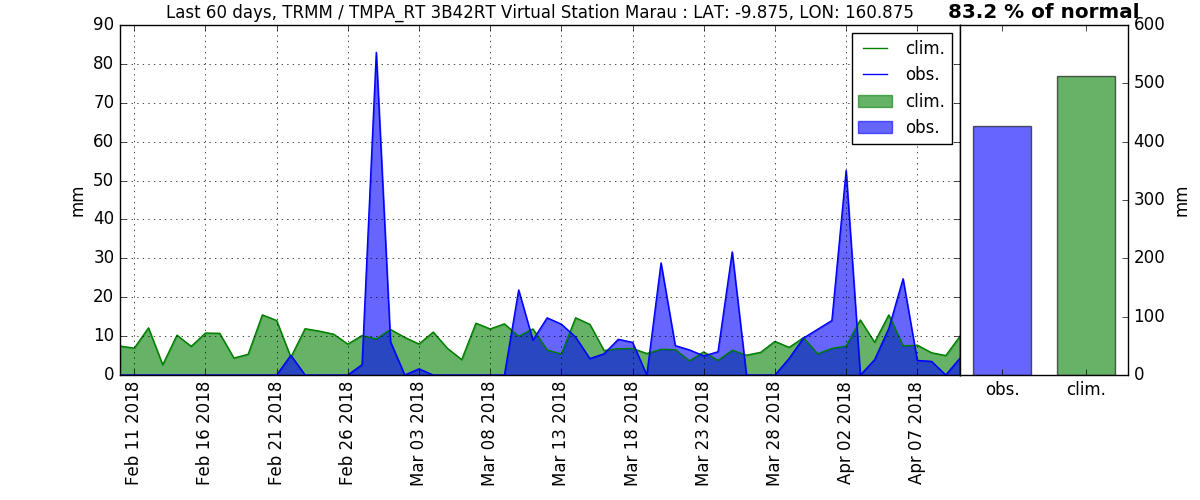 Last 60 days, TRMM / TMPA_RT 3B42RT Virtual Station Marau : LAT: -9.875, LON: 160.875
83.2 % of normal
90
80
70
60
50
40
30
20
10
0
mm
clim.
obs.
clim.
obs.
600
500
400
300
200
100
0
mm
Feb 11 2018
Feb 16 2018
Feb 21 2018
Feb 26 2018
Mar 03 2018
Mar 08 2018
Mar 13 2018
Mar 18 2018
Mar 23 2018
Mar 28 2018
Apr 02 2018
Apr 07 2018
obs.
clim.